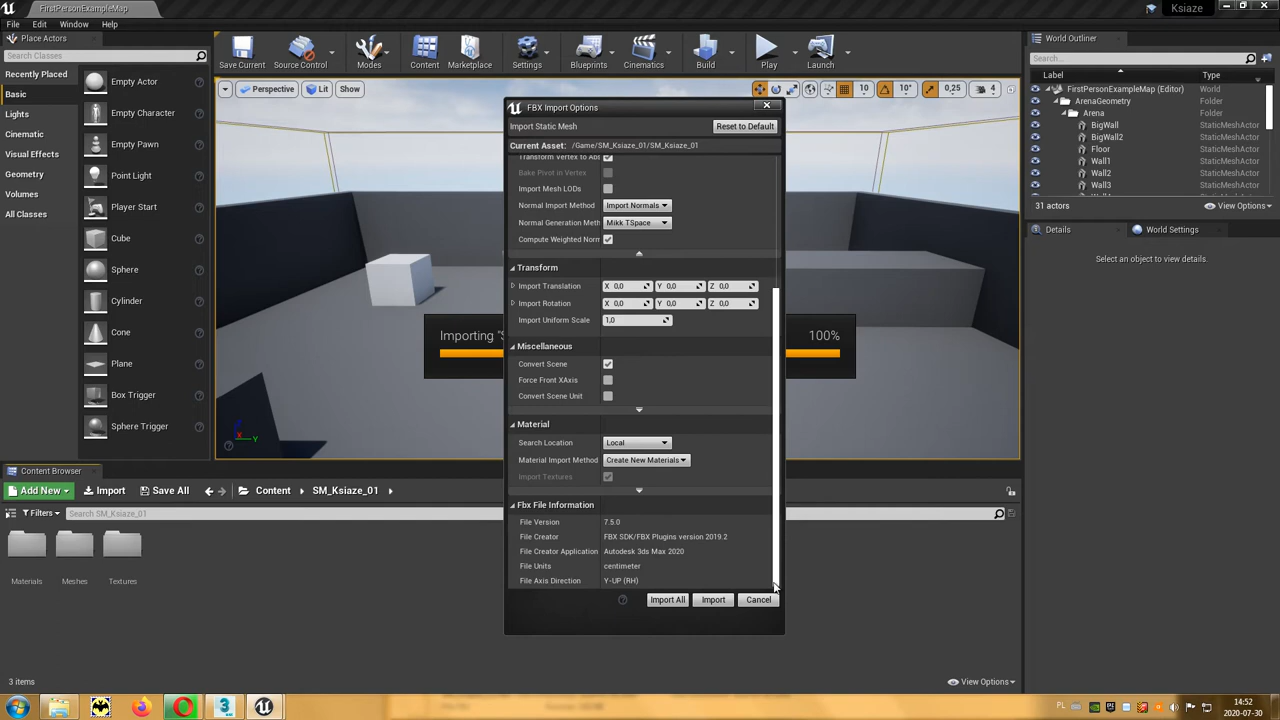 FirstPersonExampleMap
Ksiaze
File Edit Window Help
Place Actors
Search Classes
Recently Placed
Basic
Lights
Cinematic
Visual Effects
Geometry
Volumes
All Classes
Empty Actor
Empty Character
Empty Pawn
Point Light
Player Start
Cube
Sphere
Cylinder
Cone
Plane
Box Trigger
Sphere Trigger
Save Current
Source Control
Modes
Content
Marketplace
Settings
Blueprints
Cinematics
Build
Play
Launch
Perspective
Lit
Show
10
10°
0,25
4
Importing "S
100%
FBX Import Options
Import Static Mesh
Reset to Default
Current Asset: /Game/SM_Ksiaze_01/SM_Ksiaze_01
Transform Vertex to Abs
Bake Pivot in Vertex
Import Mesh LODs
Normal Import Method Import Normals
Normal Generation Meth Mikk TSpace
Compute Weighted Norm
Transform
Import Translation X 0,0 Y 0,0 Z 0,0
Import Rotation X 0,0 Y 0,0 Z 0,0
Import Uniform Scale 1,0
Miscellaneous
Convert Scene
Force Front XAxis
Convert Scene Unit
Material
Search Location Local
Material Import Method Create New Materials
Import Textures
Fbx File Information
File Version 7.5.0
File Creator FBX SDK/FBX Plugins version 2019.2
File Creator Application Autodesk 3ds Max 2020
File Units centimeter
File Axis Direction Y-UP (RH)
Import All
Import
Cancel
World Outliner
Search...
Label Type
FirstPersonExampleMap (Editor) World
ArenaGeometry Folder
Arena Folder
BigWall StaticMeshActor
BigWall2 StaticMeshActor
Floor StaticMeshActor
Wall1 StaticMeshActor
Wall2 StaticMeshActor
Wall3 StaticMeshActor
31 actors
View Options
Details
World Settings
Select an object to view details.
Content Browser
Add New
Import
Save All
Content
SM_Ksiaze_01
Filters
Search SM_Ksiaze_01
Materials
Meshes
Textures
3 items
View Options
PL
14:52
2020-07-30